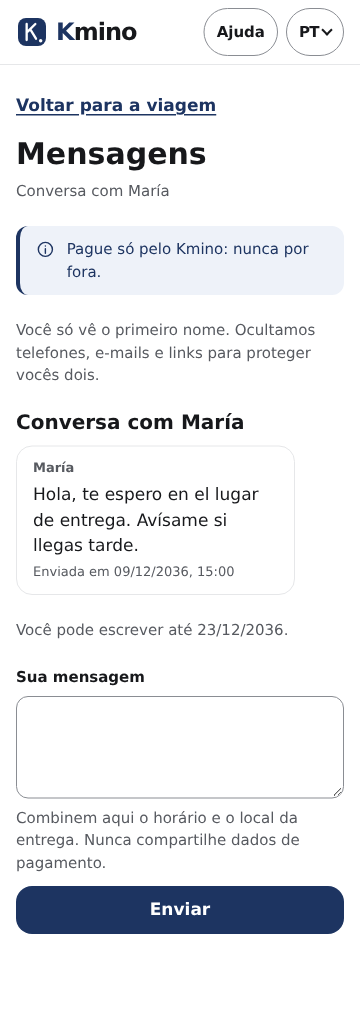 K. Kmino
Ajuda
PT
Voltar para a viagem
Mensagens
Conversa com María
Pague só pelo Kmino: nunca por
fora.
Você só vê o primeiro nome. Ocultamos
telefones, e-mails e links para proteger
vocês dois.
Conversa com María
María
Hola, te espero en el lugar
de entrega. Avísame si
llegas tarde.
Enviada em 09/12/2036, 15:00
Você pode escrever até 23/12/2036.
Sua mensagem
Combinem aqui o horário e o local da
entrega. Nunca compartilhe dados de
pagamento.
Enviar